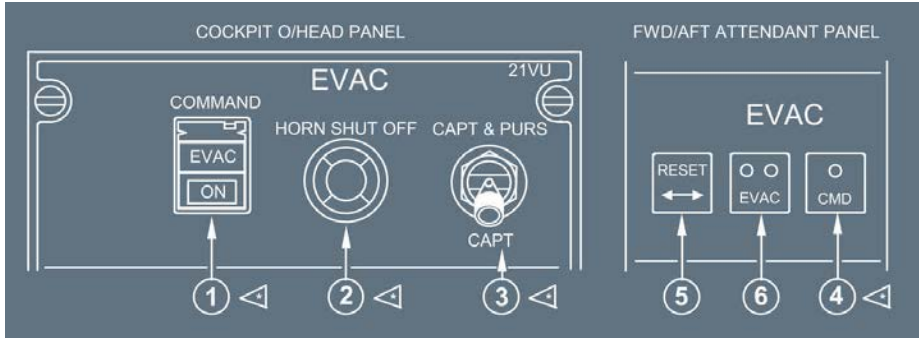 COCKPIT O/HEAD PANEL
EVAC
21VU
COMMAND
EVAC
ON
HORN SHUT OFF
CAPT & PURS
CAPT
1
2
3
FWD/AFT ATTENDANT PANEL
EVAC
RESET
EVAC
CMD
5
6
4